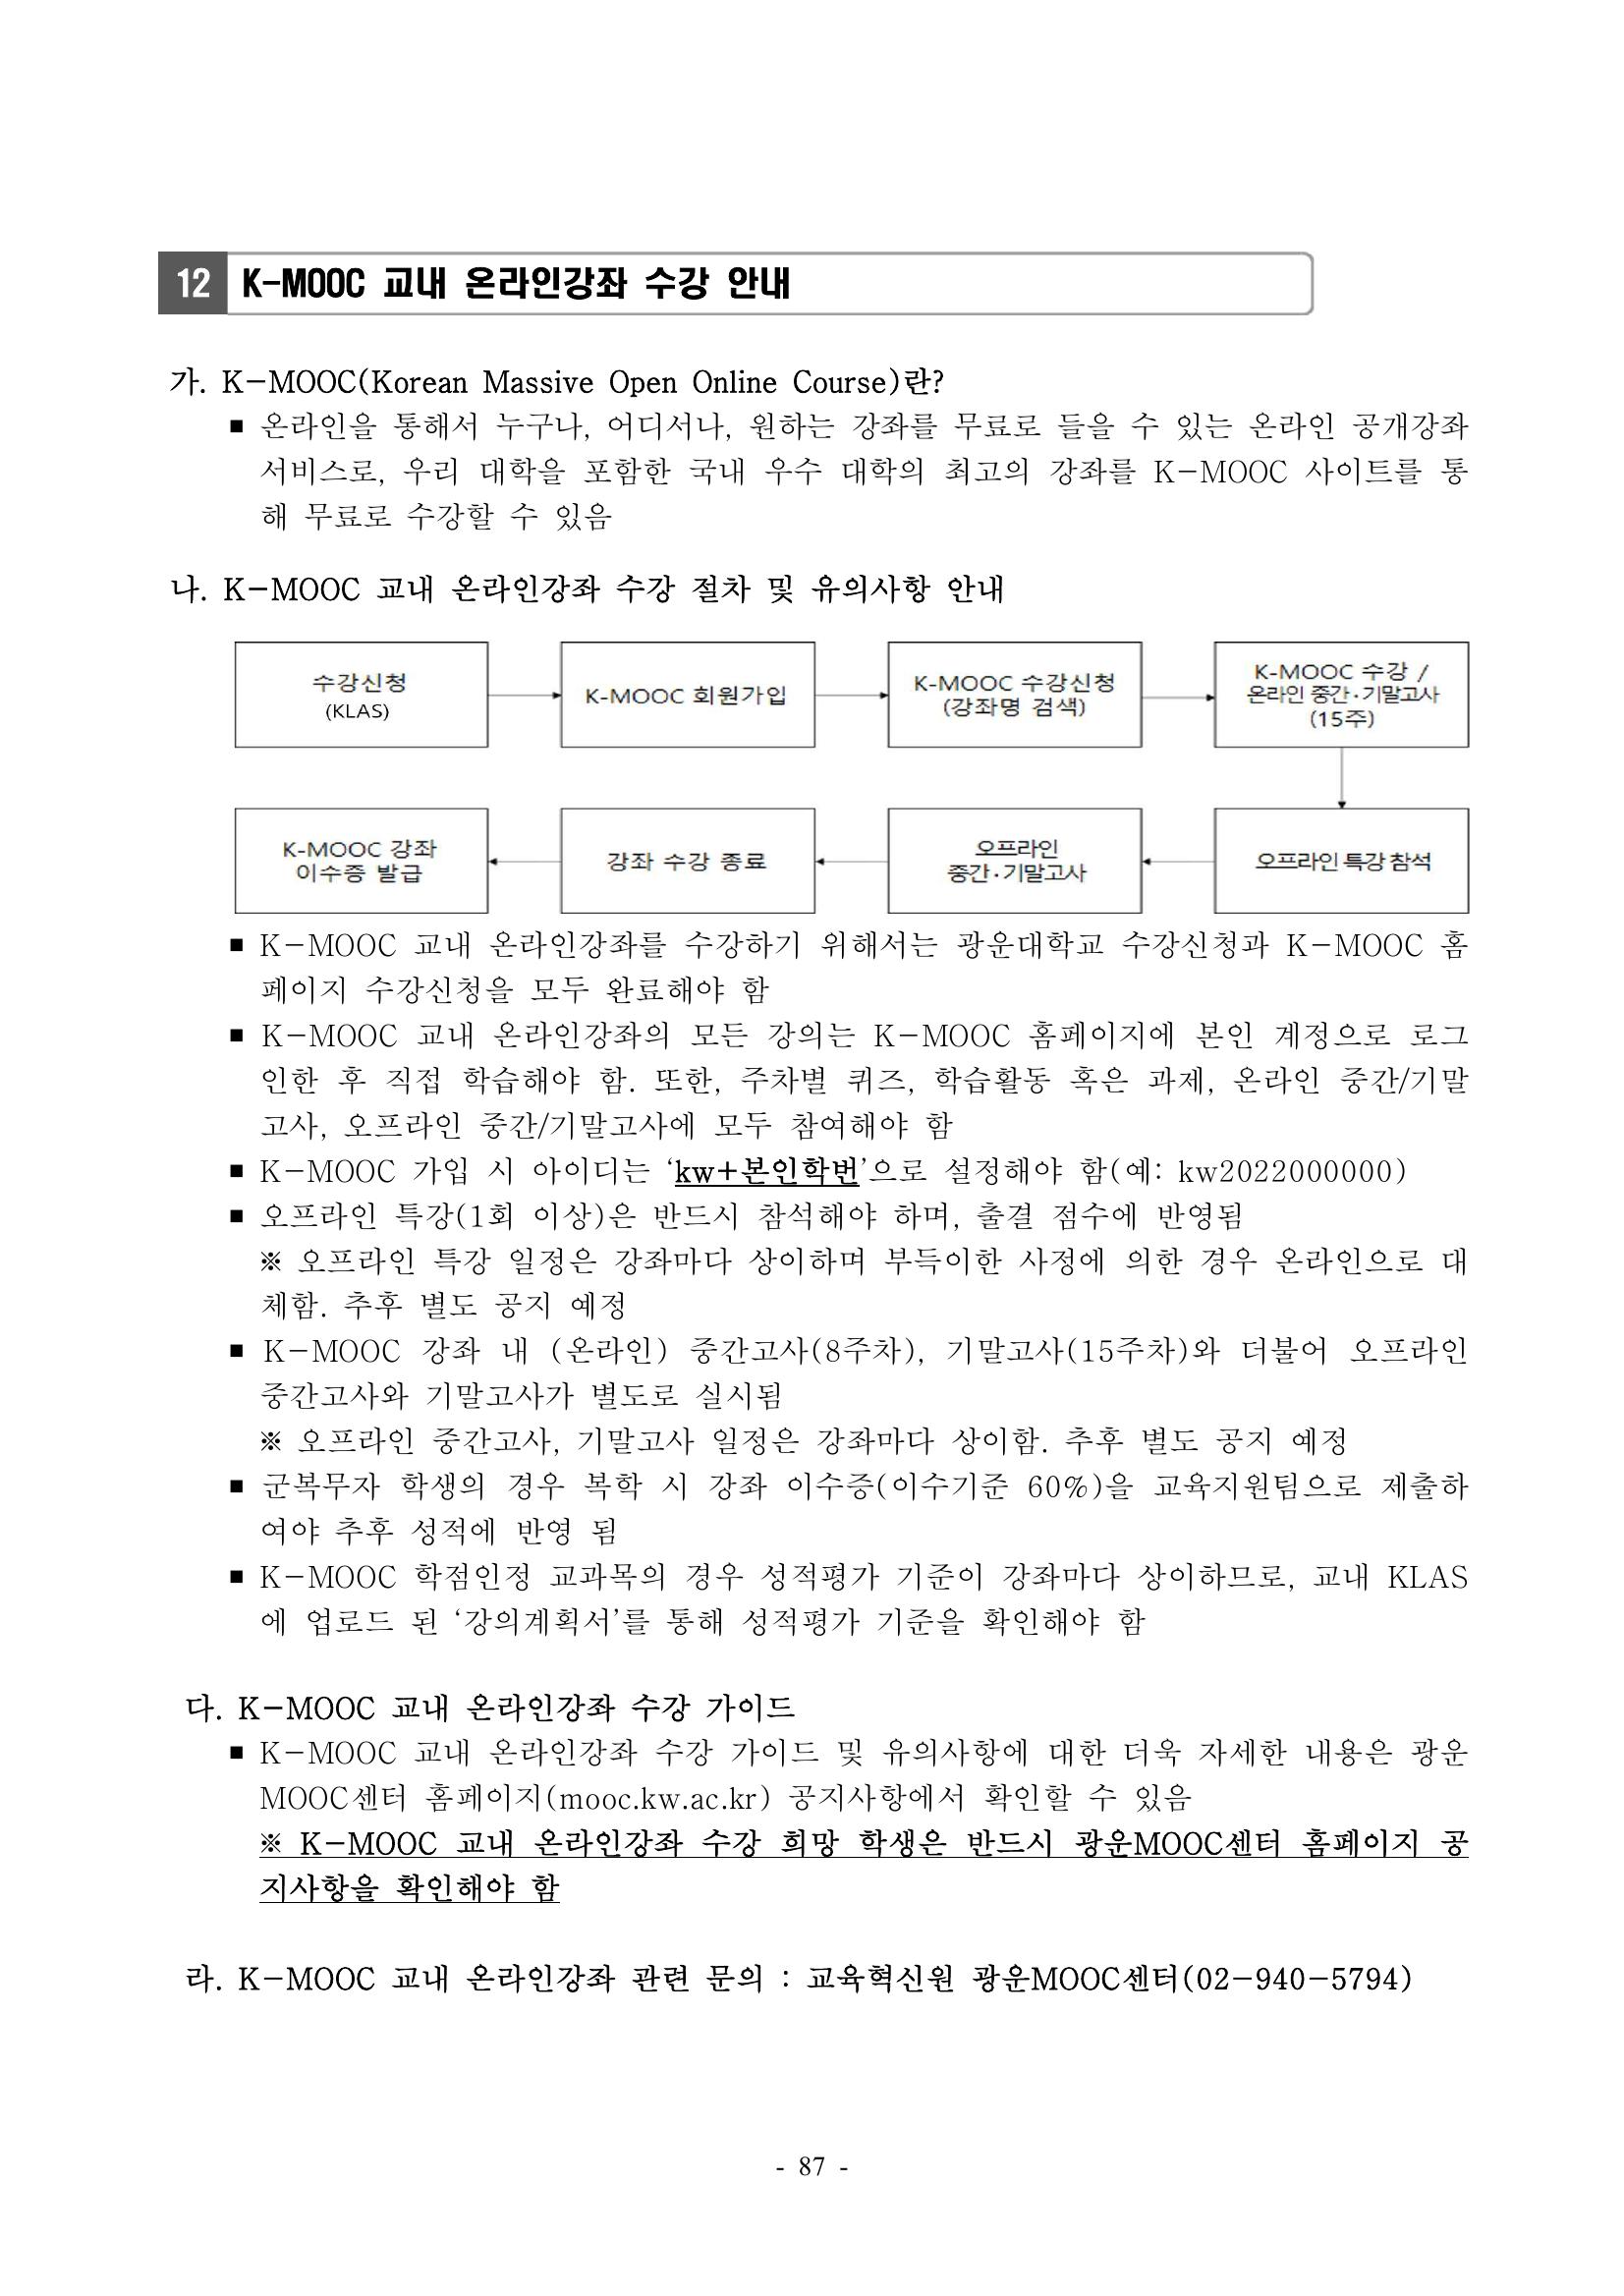 12 K-MOOC 교내 온라인강좌 수강 안내
가. K-MOOC(Korean Massive Open Online Course)란?
■ 온라인을 통해서 누구나, 어디서나, 원하는 강좌를 무료로 들을 수 있는 온라인 공개강좌
서비스로, 우리 대학을 포함한 국내 우수 대학의 최고의 강좌를 K-MOOC 사이트를 통
해 무료로 수강할 수 있음
나. K-MOOC 교내 온라인강좌 수강 절차 및 유의사항 안내
수강신청
(KLAS)
K-MOOC 회원가입
K-MOOC 수강신청
(강좌명 검색)
K-MOOC 수강 /
온라인 중간·기말고사
(15주)
오프라인 특강 참석
오프라인
중간·기말고사
강좌 수강 종료
K-MOOC 강좌
이수증 발급
■ K-MOOC 교내 온라인강좌를 수강하기 위해서는 광운대학교 수강신청과 K-MOOC 홈
페이지 수강신청을 모두 완료해야 함
■ K-MOOC 교내 온라인강좌의 모든 강의는 K-MOOC 홈페이지에 본인 계정으로 로그
인한 후 직접 학습해야 함. 또한, 주차별 퀴즈, 학습활동 혹은 과제, 온라인 중간/기말
고사, 오프라인 중간/기말고사에 모두 참여해야 함
■ K-MOOC 가입 시 아이디는 ‘kw+본인학번’으로 설정해야 함(예: kw2022000000)
■ 오프라인 특강(1회 이상)은 반드시 참석해야 하며, 출결 점수에 반영됨
※ 오프라인 특강 일정은 강좌마다 상이하며 부득이한 사정에 의한 경우 온라인으로 대
체함. 추후 별도 공지 예정
■ K-MOOC 강좌 내 (온라인) 중간고사(8주차), 기말고사(15주차)와 더불어 오프라인
중간고사와 기말고사가 별도로 실시됨
※ 오프라인 중간고사, 기말고사 일정은 강좌마다 상이함. 추후 별도 공지 예정
■ 군복무자 학생의 경우 복학 시 강좌 이수증(이수기준 60%)을 교육지원팀으로 제출하
여야 추후 성적에 반영 됨
■ K-MOOC 학점인정 교과목의 경우 성적평가 기준이 강좌마다 상이하므로, 교내 KLAS
에 업로드 된 ‘강의계획서’를 통해 성적평가 기준을 확인해야 함
다. K-MOOC 교내 온라인강좌 수강 가이드
■ K-MOOC 교내 온라인강좌 수강 가이드 및 유의사항에 대한 더욱 자세한 내용은 광운
MOOC센터 홈페이지(mooc.kw.ac.kr) 공지사항에서 확인할 수 있음
※ K-MOOC 교내 온라인강좌 수강 희망 학생은 반드시 광운MOOC센터 홈페이지 공
지사항을 확인해야 함
라. K-MOOC 교내 온라인강좌 관련 문의 : 교육혁신원 광운MOOC센터(02-940-5794)
- 87 -